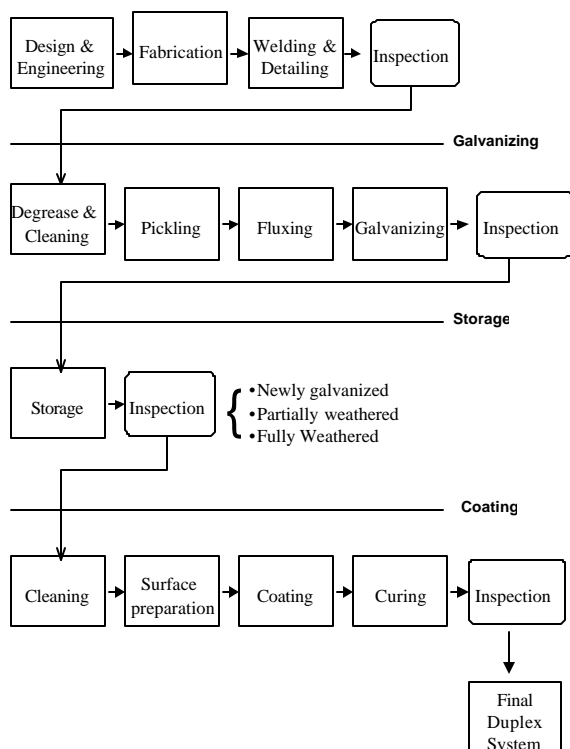 Design &
Engineering
Fabrication
Welding &
Detailing
Inspection
Galvanizing
Degrease &
Cleaning
Pickling
Fluxing
Galvanizing
Inspection
Storage
Storage
Inspection
{
•Newly galvanized
•Partially weathered
•Fully Weathered
Coating
Cleaning
Surface
preparation
Coating
Curing
Inspection
Final
Duplex
System